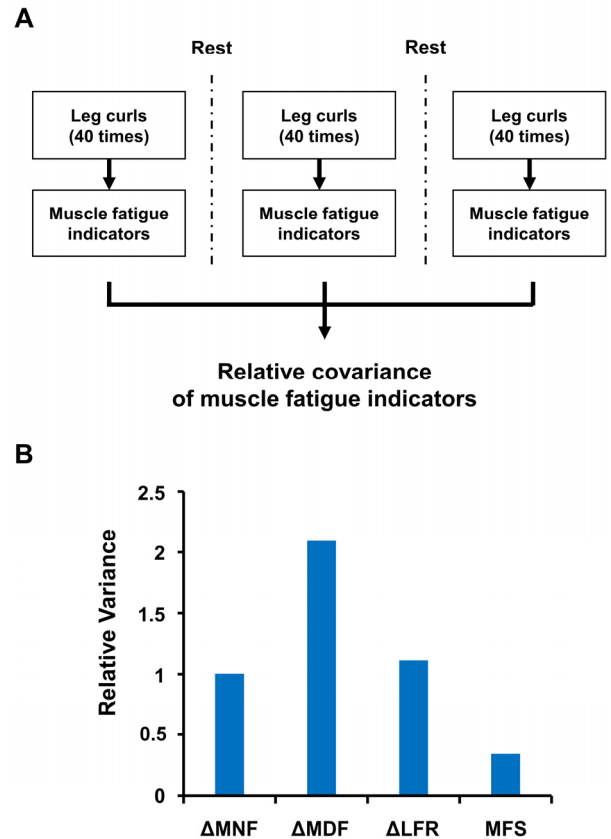 A
Rest
Rest
Leg curls
(40 times)
Leg curls
(40 times)
Leg curls
(40 times)
Muscle fatigue
indicators
Muscle fatigue
indicators
Muscle fatigue
indicators
Relative covariance
of muscle fatigue indicators
B
Relative Variance
2.5
2
1.5
1
0.5
0
ΔMNF
ΔMDF
ΔLFR
MFS